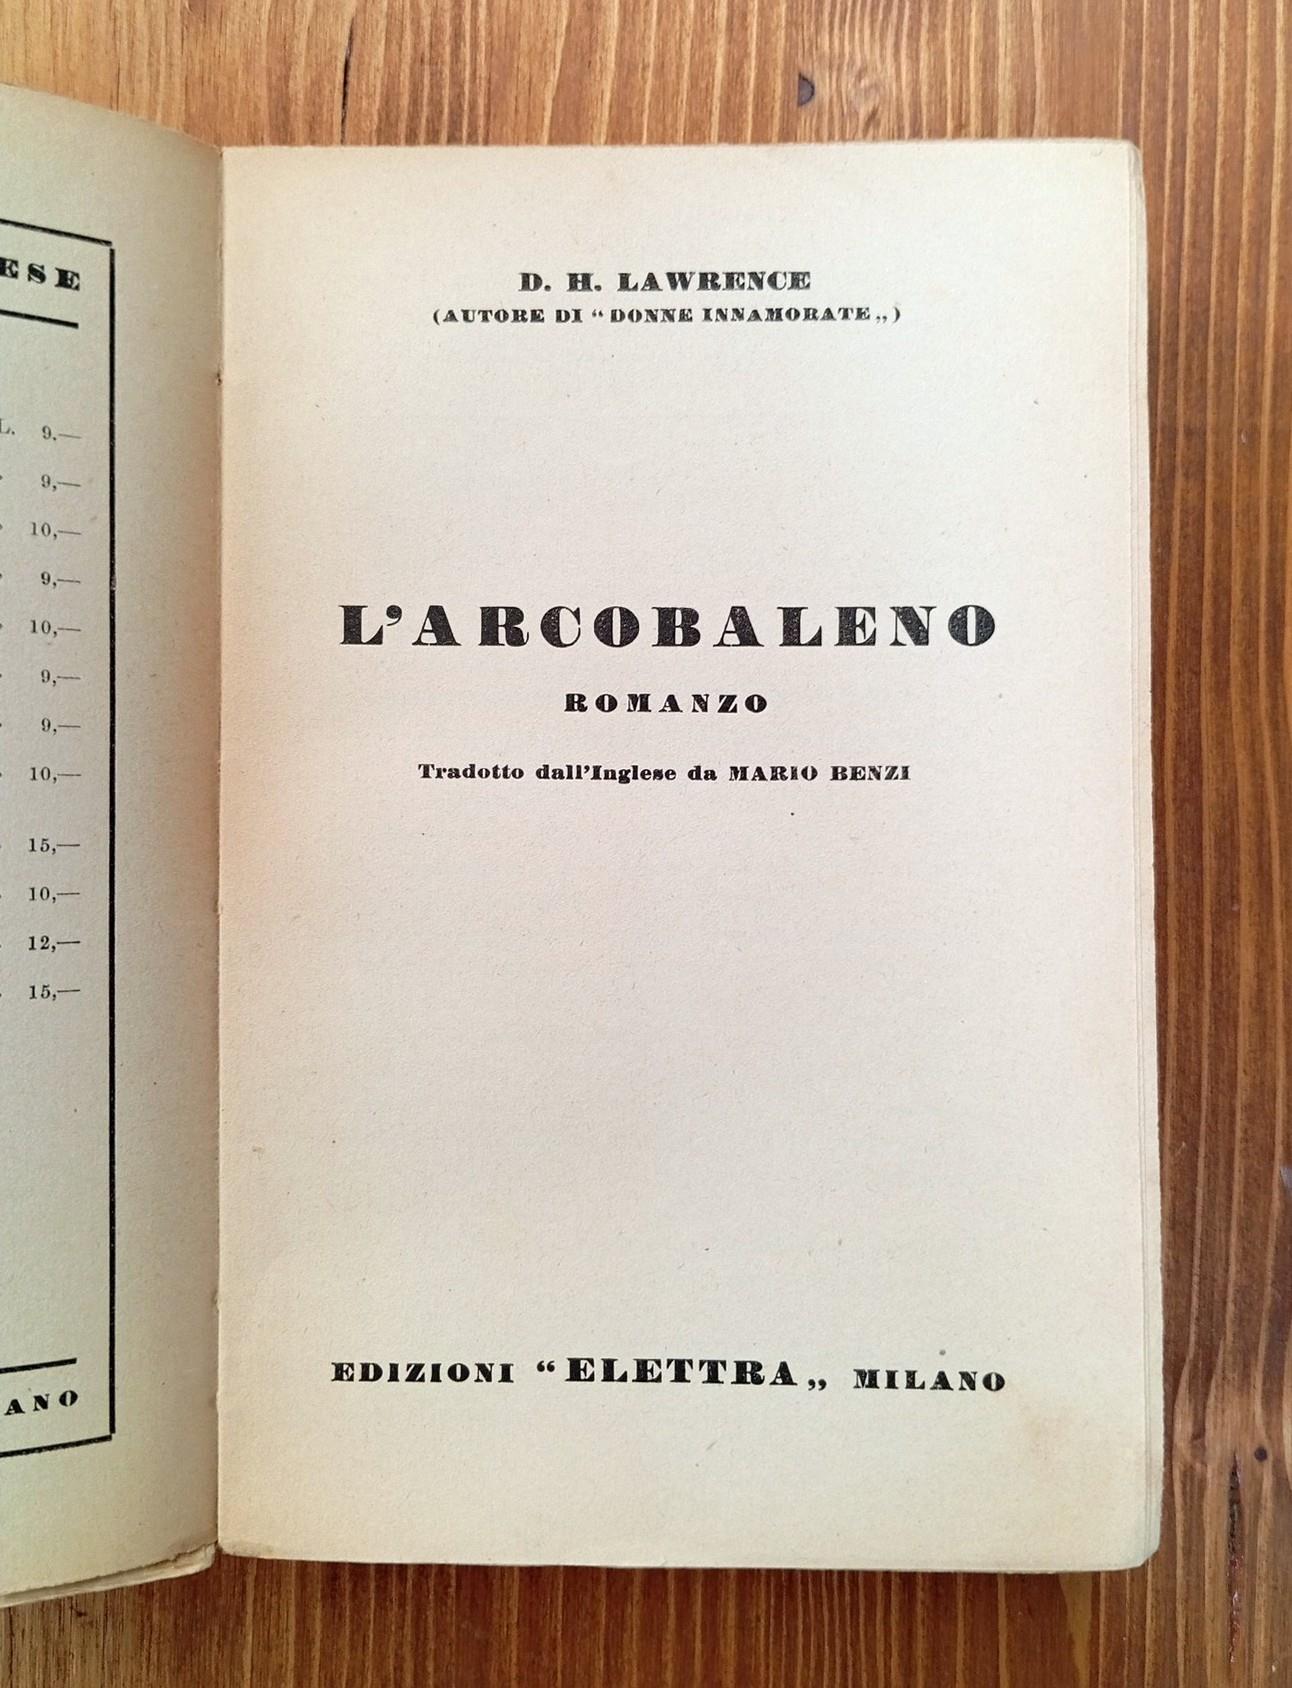 ESE
L. 9.—
9,—
10,—
9,—
10,—
9,—
9,—
10,—
15,—
10,—
12,—
15,—
ANO
D. H. LAWRENCE
(AUTORE DI “ DONNE INNAMORATE „)
L’ARCOBALENO
ROMANZO
Tradotto dall’Inglese da MARIO BENZI
EDIZIONI “ ELETTRA „ MILANO